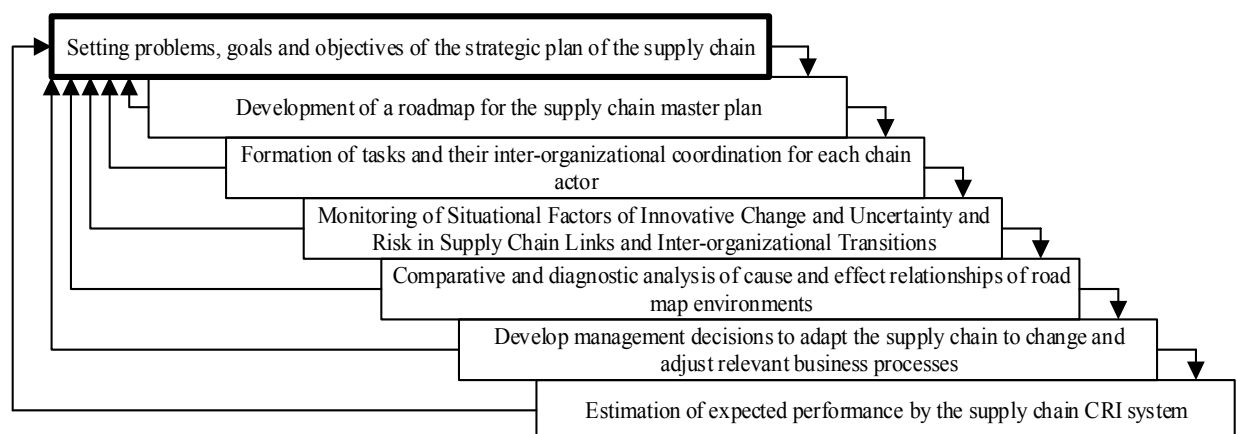 Setting problems, goals and objectives of the strategic plan of the supply chain
Development of a roadmap for the supply chain master plan
Formation of tasks and their inter-organizational coordination for each chain
actor
Monitoring of Situational Factors of Innovative Change and Uncertainty and
Risk in Supply Chain Links and Inter-organizational Transitions
Comparative and diagnostic analysis of cause and effect relationships of road
map environments
Develop management decisions to adapt the supply chain to change and
adjust relevant business processes
Estimation of expected performance by the supply chain CRI system